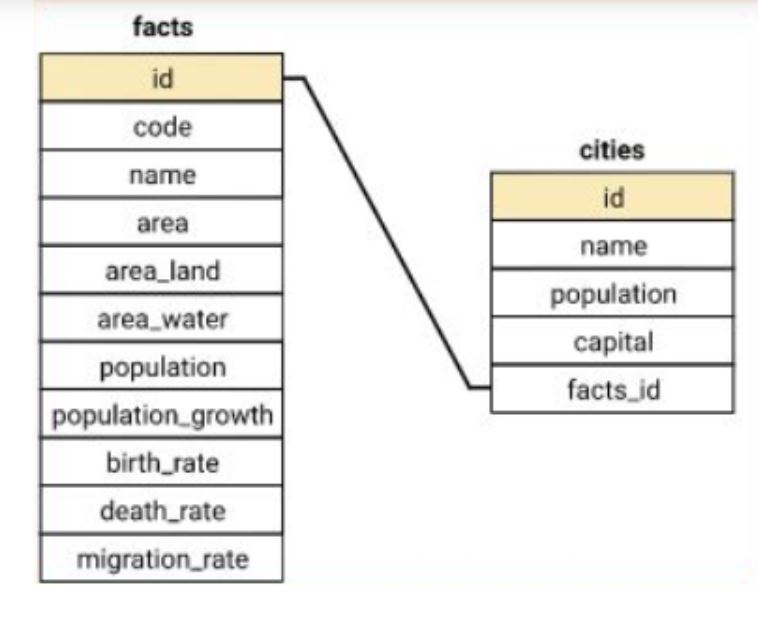 facts
id
code
name
area
area_land
area_water
population
population_growth
birth_rate
death_rate
migration_rate
cities
id
name
population
capital
facts_id